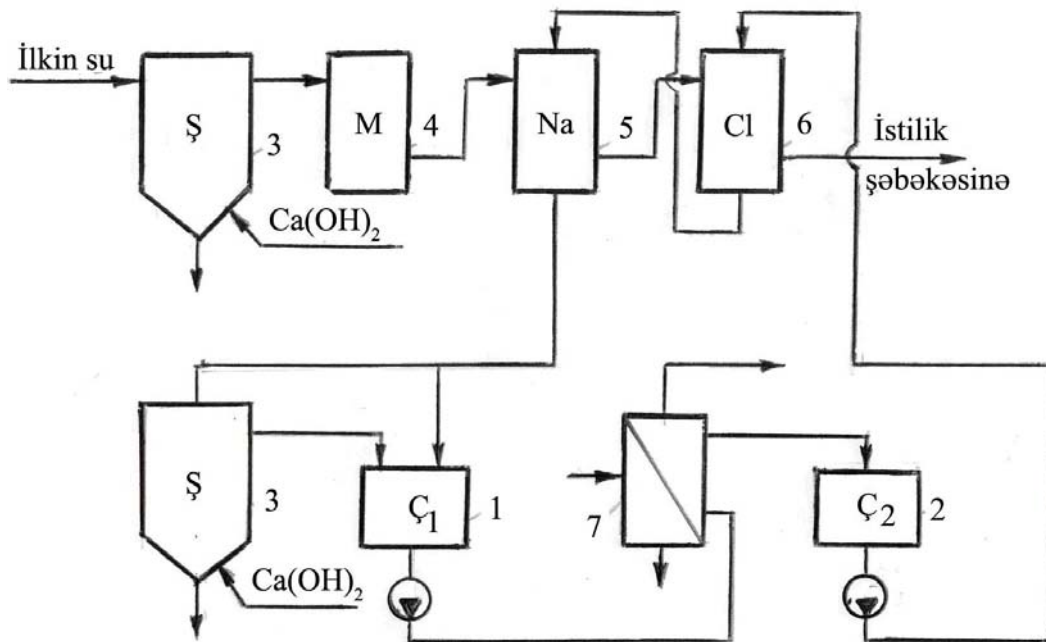 İlkin su
Ş
3
Ca(OH)₂
M
4
Na
5
Cl
6
İstilik
şəbəkəsinə
Ş
3
Ca(OH)₂
Ç₁
1
7
Ç₂
2